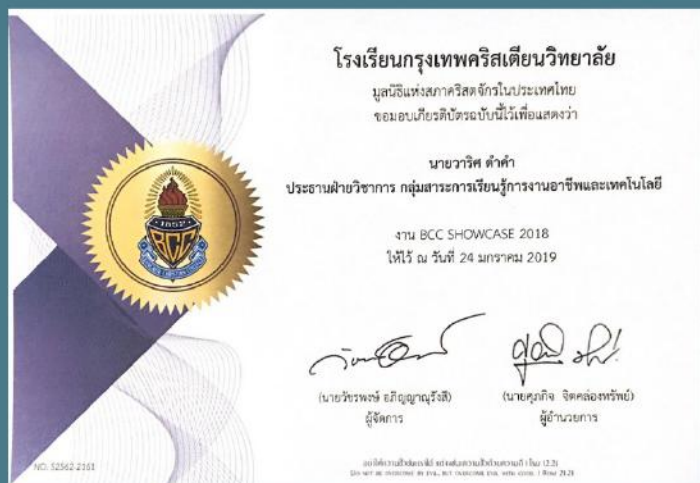 โรงเรียนกรุงเทพคริสเตียนวิทยาลัย
มูลนิธิแห่งสภาคริสตจักรในประเทศไทย
ขอมอบเกียรติบัตรฉบับนี้ไว้เพื่อแสดงว่า
นายวาริศ ดำคำ
ประธานฝ่ายวิชาการ กลุ่มสาระการเรียนรู้การงานอาชีพและเทคโนโลยี
งาน BCC SHOWCASE 2018
ให้ไว้ ณ วันที่ 24 มกราคม 2019
1852
BCC
(นายวัชรพงษ์ อภิญญาณุรังสี)
(นายศุภกิจ จิตคล่องทรัพย์)
ผู้จัดการ
ผู้อำนวยการ
NO. 52562-2161